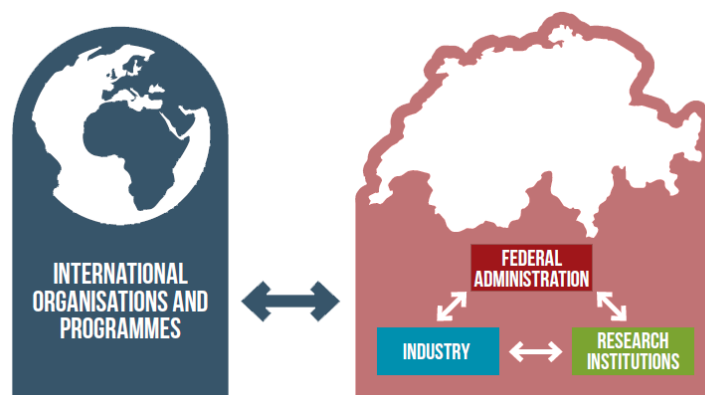 INTERNATIONAL
ORGANISATIONS AND
PROGRAMMES
FEDERAL
ADMINISTRATION
INDUSTRY
RESEARCH
INSTITUTIONS